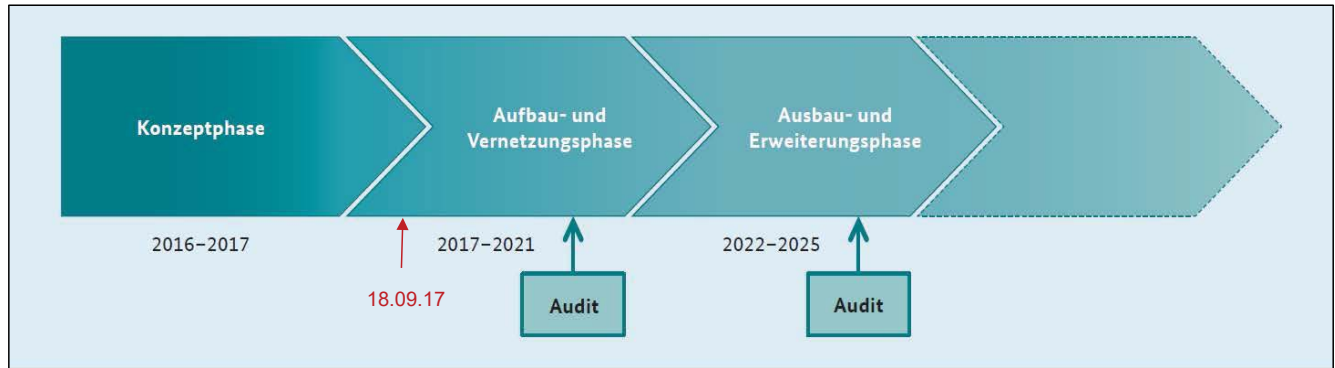 Konzeptphase
Aufbau- und
Vernetzungsphase
Ausbau- und
Erweiterungsphase
2016–2017
2017–2021
2022–2025
18.09.17
Audit
Audit